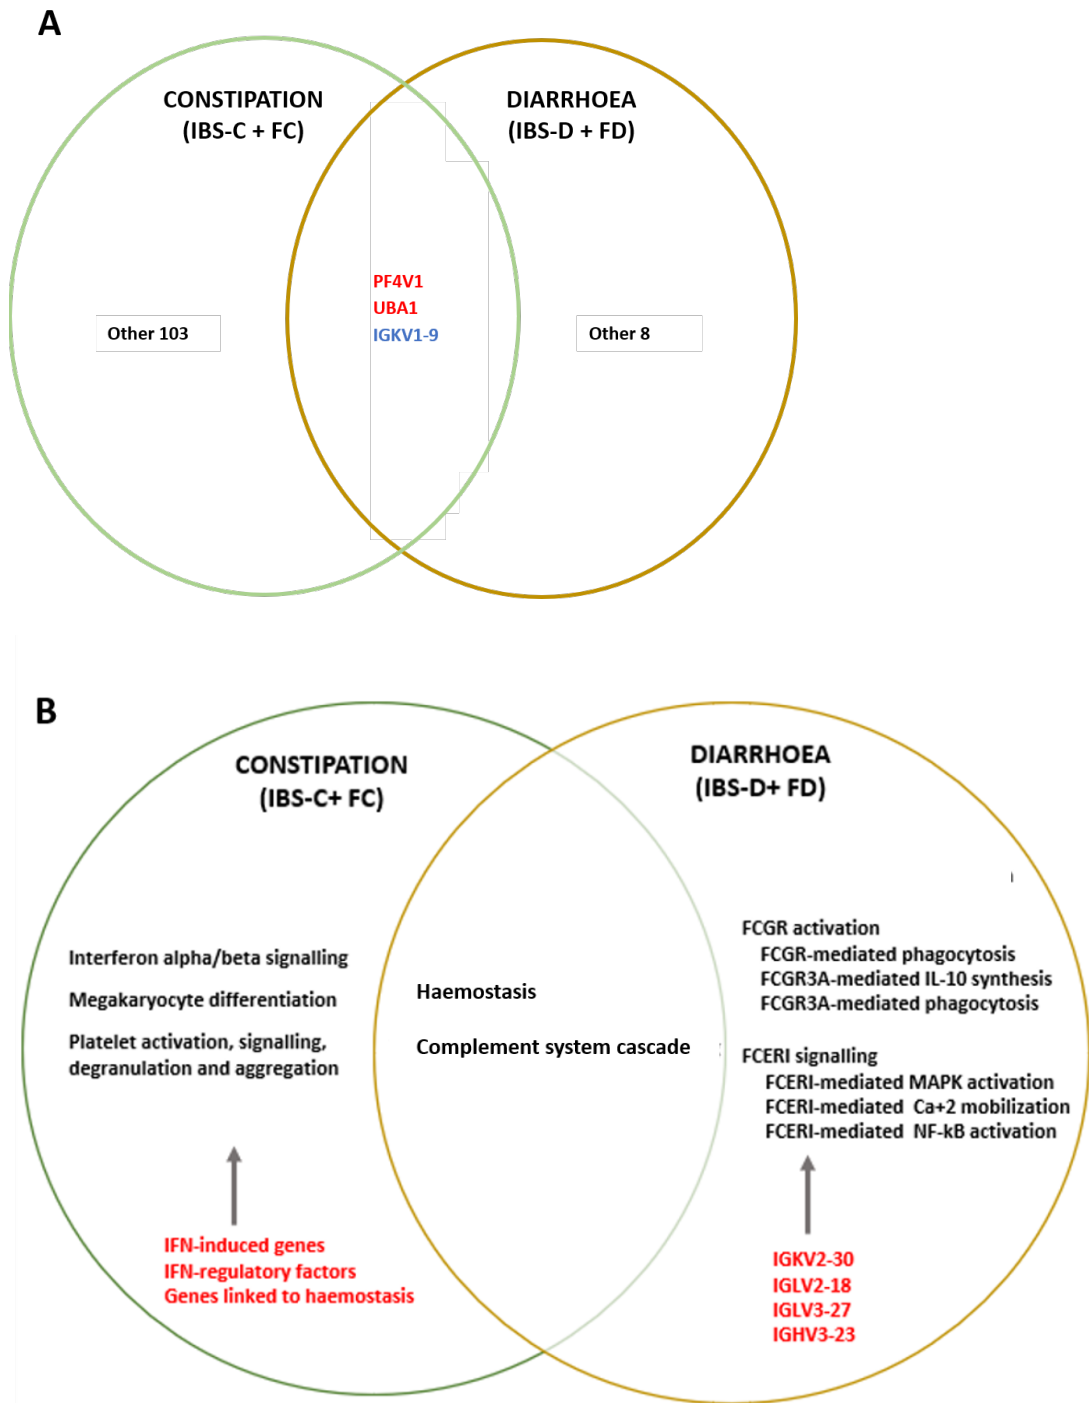 A
CONSTIPATION
(IBS-C + FC)
DIARRHOEA
(IBS-D + FD)
PF4V1
UBA1
IGKV1-9
Other 103
Other 8
B
CONSTIPATION
(IBS-C+ FC)
DIARRHOEA
(IBS-D+ FD)
Interferon alpha/beta signalling
Megakaryocyte differentiation
Platelet activation, signalling,
degranulation and aggregation
Haemostasis
Complement system cascade
FCGR activation
FCGR-mediated phagocytosis
FCGR3A-mediated IL-10 synthesis
FCGR3A-mediated phagocytosis
FCERI signalling
FCERI-mediated MAPK activation
FCERI-mediated Ca+2 mobilization
FCERI-mediated NF-kB activation
IFN-induced genes
IFN-regulatory factors
Genes linked to haemostasis
IGKV2-30
IGLV2-18
IGLV3-27
IGHV3-23